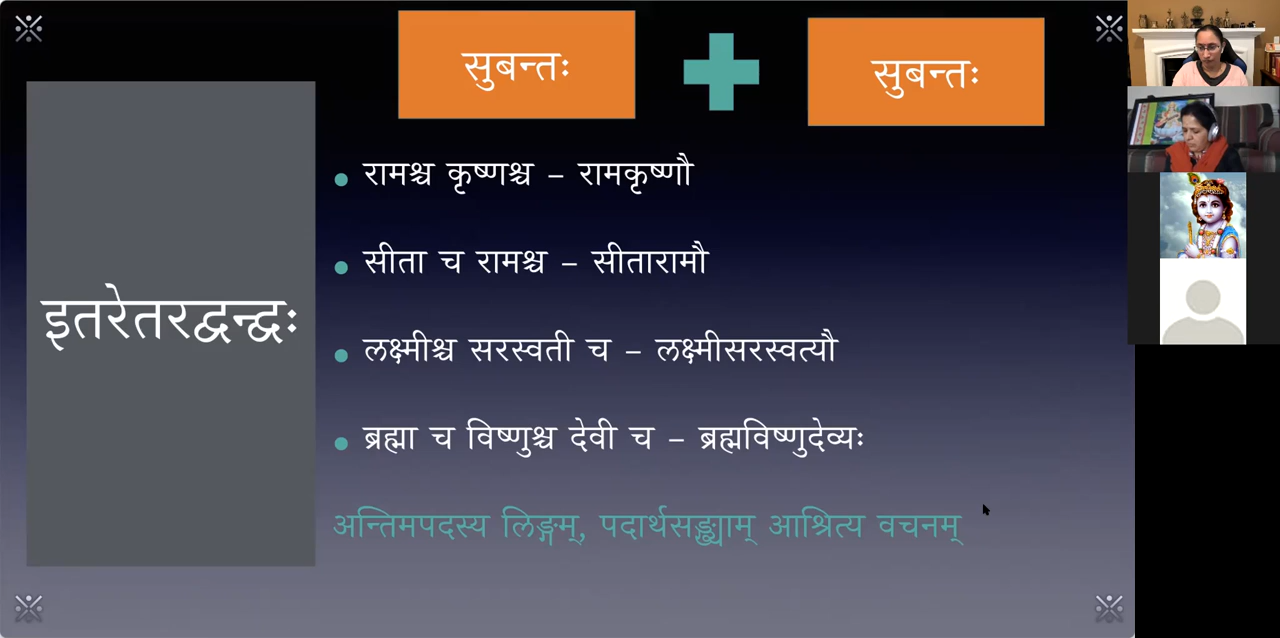 सुबन्तः
सुबन्तः
इतरेतरद्वन्द्वः
रामश्च कृष्णश्च – रामकृष्णौ
सीता च रामश्च – सीतारामौ
लक्ष्मीश्च सरस्वती च – लक्ष्मीसरस्वत्यौ
ब्रह्मा च विष्णुश्च देवी च – ब्रह्मविष्णुदेव्यः
अन्तिमपदस्य लिङ्गम्, पदार्थसङ्ख्याम् आश्रित्य वचनम्